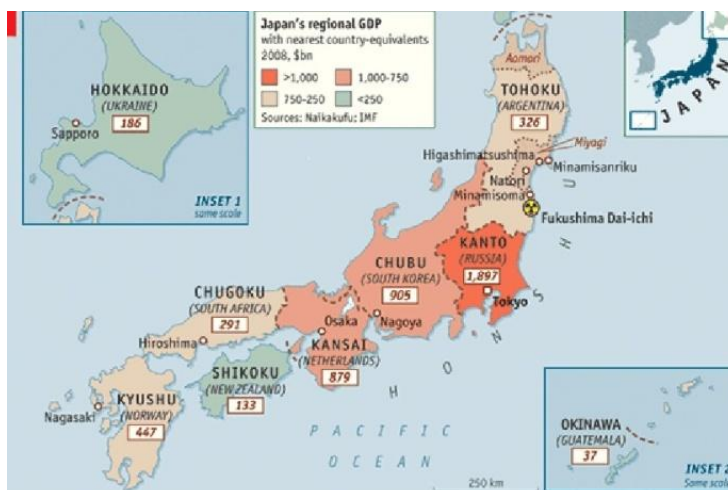 Japan's regional GDP
with nearest country-equivalents
2008, $bn
>1,000
1,000-750
750-250
<250
Sources: Naikakufu; IMF
HOKKAIDO
(UKRAINE)
186
Sapporo
INSET 1
same scale
Aomori
TOHOKU
(ARGENTINA)
326
Miyagi
Higashimatsushima
Minamisanriku
Natori
Minamisoma
Fukushima Dai-ichi
JAPAN
KANTO
(RUSSIA)
1,897
Tokyo
CHUBU
(SOUTH KOREA)
905
Nagoya
CHUGOKU
(SOUTH AFRICA)
291
Hiroshima
Osaka
KANSAI
(NETHERLANDS)
879
SHIKOKU
(NEW ZEALAND)
133
KYUSHU
(NORWAY)
447
Nagasaki
H O N S H U
PACIFIC
OCEAN
250 km
OKINAWA
(GUATEMALA)
37
INSET 2
Same scale